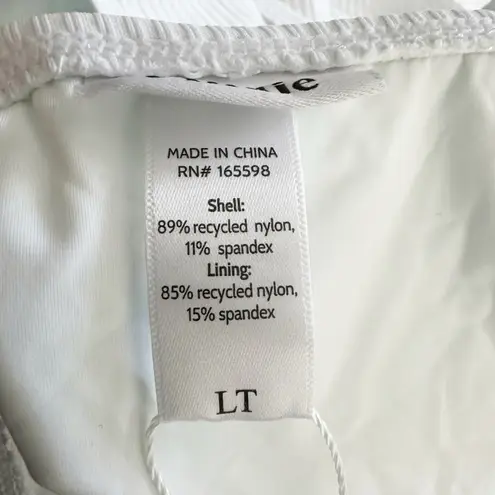 MADE IN CHINA
RN# 165598
Shell:
89% recycled nylon,
11% spandex
Lining:
85% recycled nylon,
15% spandex
LT